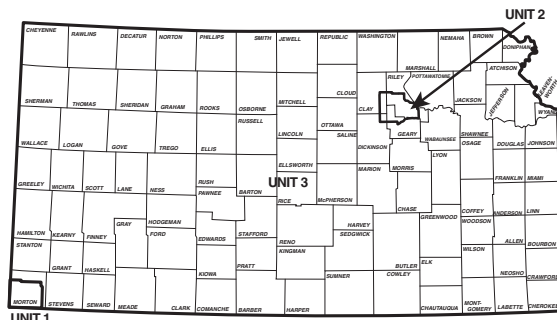 UNIT 2
CHEYENNE RAWLINS DECATUR NORTON PHILLIPS SMITH JEWELL REPUBLIC WASHINGTON NEMAHA BROWN DONIPHAN
MARSHALL
RILEY POTTAWATOMIE ATCHISON
SHERMAN THOMAS SHERIDAN GRAHAM ROOKS OSBORNE MITCHELL CLOUD CLAY JACKSON JEFFERSON LEAVENWORTH
WYAN
RUSSELL LINCOLN OTTAWA
SALINE GEARY WABAUNSEE SHAWNEE
WALLACE LOGAN GOVE TREGO ELLIS DICKINSON OSAGE DOUGLAS JOHNSON
ELLSWORTH MARION MORRIS LYON
UNIT 3
GREELEY WICHITA SCOTT LANE NESS RUSH BARTON FRANKLIN MIAMI
PAWNEE RICE McPHERSON CHASE
COFFEY ANDERSON LINN
HODGEMAN GREENWOOD WOODSON
GRAY HARVEY
HAMILTON KEARNY FINNEY FORD EDWARDS STAFFORD RENO SEDGWICK ALLEN BOURBON
STANTON KINGMAN WILSON
GRANT HASKELL KIOWA PRATT BUTLER ELK
COWLEY NEOSHO CRAWFORD
SUMNER
MORTON STEVENS SEWARD MEADE CLARK COMANCHE BARBER HARPER CHAUTAUQUA MONT-
GOMERY LABETTE CHEROKEE
UNIT 1